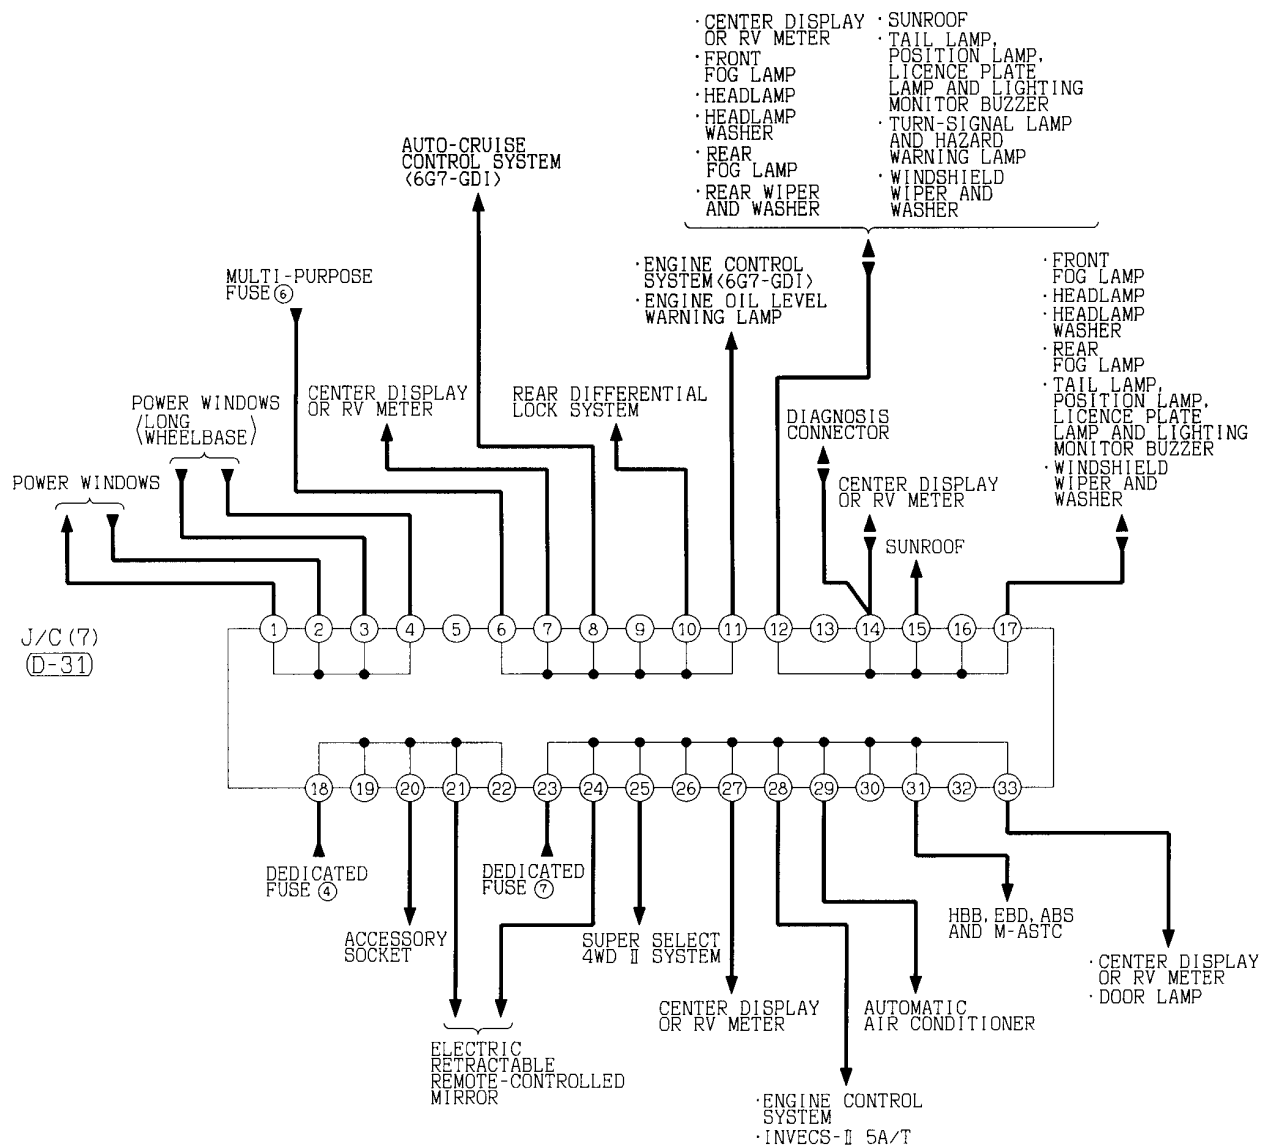 · CENTER DISPLAY
OR RV METER
· FRONT
FOG LAMP
· HEADLAMP
· HEADLAMP
WASHER
· REAR
FOG LAMP
· REAR WIPER
AND WASHER
· SUNROOF
· TAIL LAMP,
POSITION LAMP,
LICENCE PLATE
LAMP AND LIGHTING
MONITOR BUZZER
· TURN-SIGNAL LAMP
AND HAZARD
WARNING LAMP
· WINDSHIELD
WIPER AND
WASHER
AUTO-CRUISE
CONTROL SYSTEM
〈6G7-GDI〉
MULTI-PURPOSE
FUSE ⑥
· ENGINE CONTROL
SYSTEM〈6G7-GDI〉
· ENGINE OIL LEVEL
WARNING LAMP
· FRONT
FOG LAMP
· HEADLAMP
· HEADLAMP
WASHER
· REAR
FOG LAMP
· TAIL LAMP,
POSITION LAMP,
LICENCE PLATE
LAMP AND LIGHTING
MONITOR BUZZER
· WINDSHIELD
WIPER AND
WASHER
POWER WINDOWS
〈LONG
WHEELBASE〉
CENTER DISPLAY
OR RV METER
REAR DIFFERENTIAL
LOCK SYSTEM
DIAGNOSIS
CONNECTOR
POWER WINDOWS
CENTER DISPLAY
OR RV METER
SUNROOF
J/C (7)
D-31
1 2 3 4 5 6 7 8 9 10 11 12 13 14 15 16 17
18 19 20 21 22 23 24 25 26 27 28 29 30 31 32 33
DEDICATED
FUSE ④
DEDICATED
FUSE ⑦
ACCESSORY
SOCKET
SUPER SELECT
4WD Ⅱ SYSTEM
HBB, EBD, ABS
AND M-ASTC
CENTER DISPLAY
OR RV METER
AUTOMATIC
AIR CONDITIONER
· CENTER DISPLAY
OR RV METER
· DOOR LAMP
ELECTRIC
RETRACTABLE
REMOTE-CONTROLLED
MIRROR
· ENGINE CONTROL
SYSTEM
· INVECS-Ⅱ 5A/T